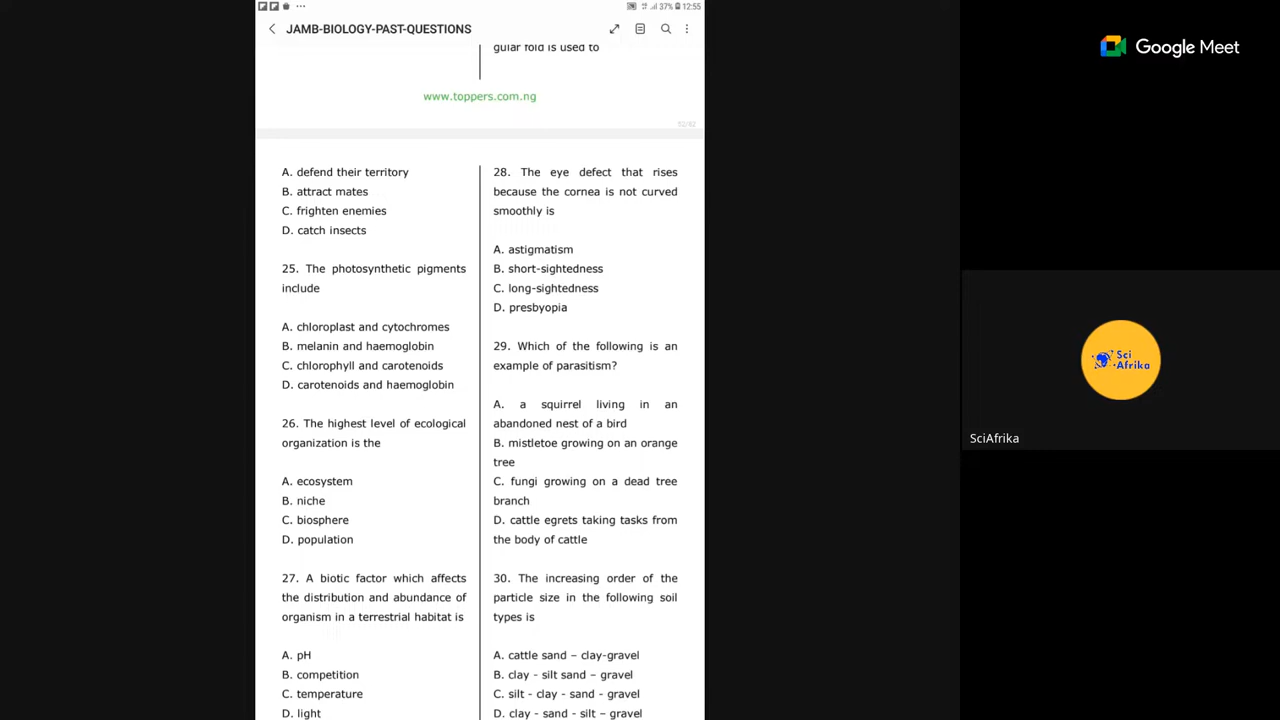 37% 12:55
JAMB-BIOLOGY-PAST-QUESTIONS
gular fold is used to
www.toppers.com.ng
52/82
A. defend their territory
B. attract mates
C. frighten enemies
D. catch insects
25. The photosynthetic pigments
include
A. chloroplast and cytochromes
B. melanin and haemoglobin
C. chlorophyll and carotenoids
D. carotenoids and haemoglobin
26. The highest level of ecological
organization is the
A. ecosystem
B. niche
C. biosphere
D. population
27. A biotic factor which affects
the distribution and abundance of
organism in a terrestrial habitat is
A. pH
B. competition
C. temperature
D. light
28. The eye defect that rises
because the cornea is not curved
smoothly is
A. astigmatism
B. short-sightedness
C. long-sightedness
D. presbyopia
29. Which of the following is an
example of parasitism?
A. a squirrel living in an
abandoned nest of a bird
B. mistletoe growing on an orange
tree
C. fungi growing on a dead tree
branch
D. cattle egrets taking tasks from
the body of cattle
30. The increasing order of the
particle size in the following soil
types is
A. cattle sand – clay-gravel
B. clay - silt sand – gravel
C. silt - clay - sand - gravel
D. clay - sand - silt – gravel
Google Meet
Sci
Afrika
SciAfrika